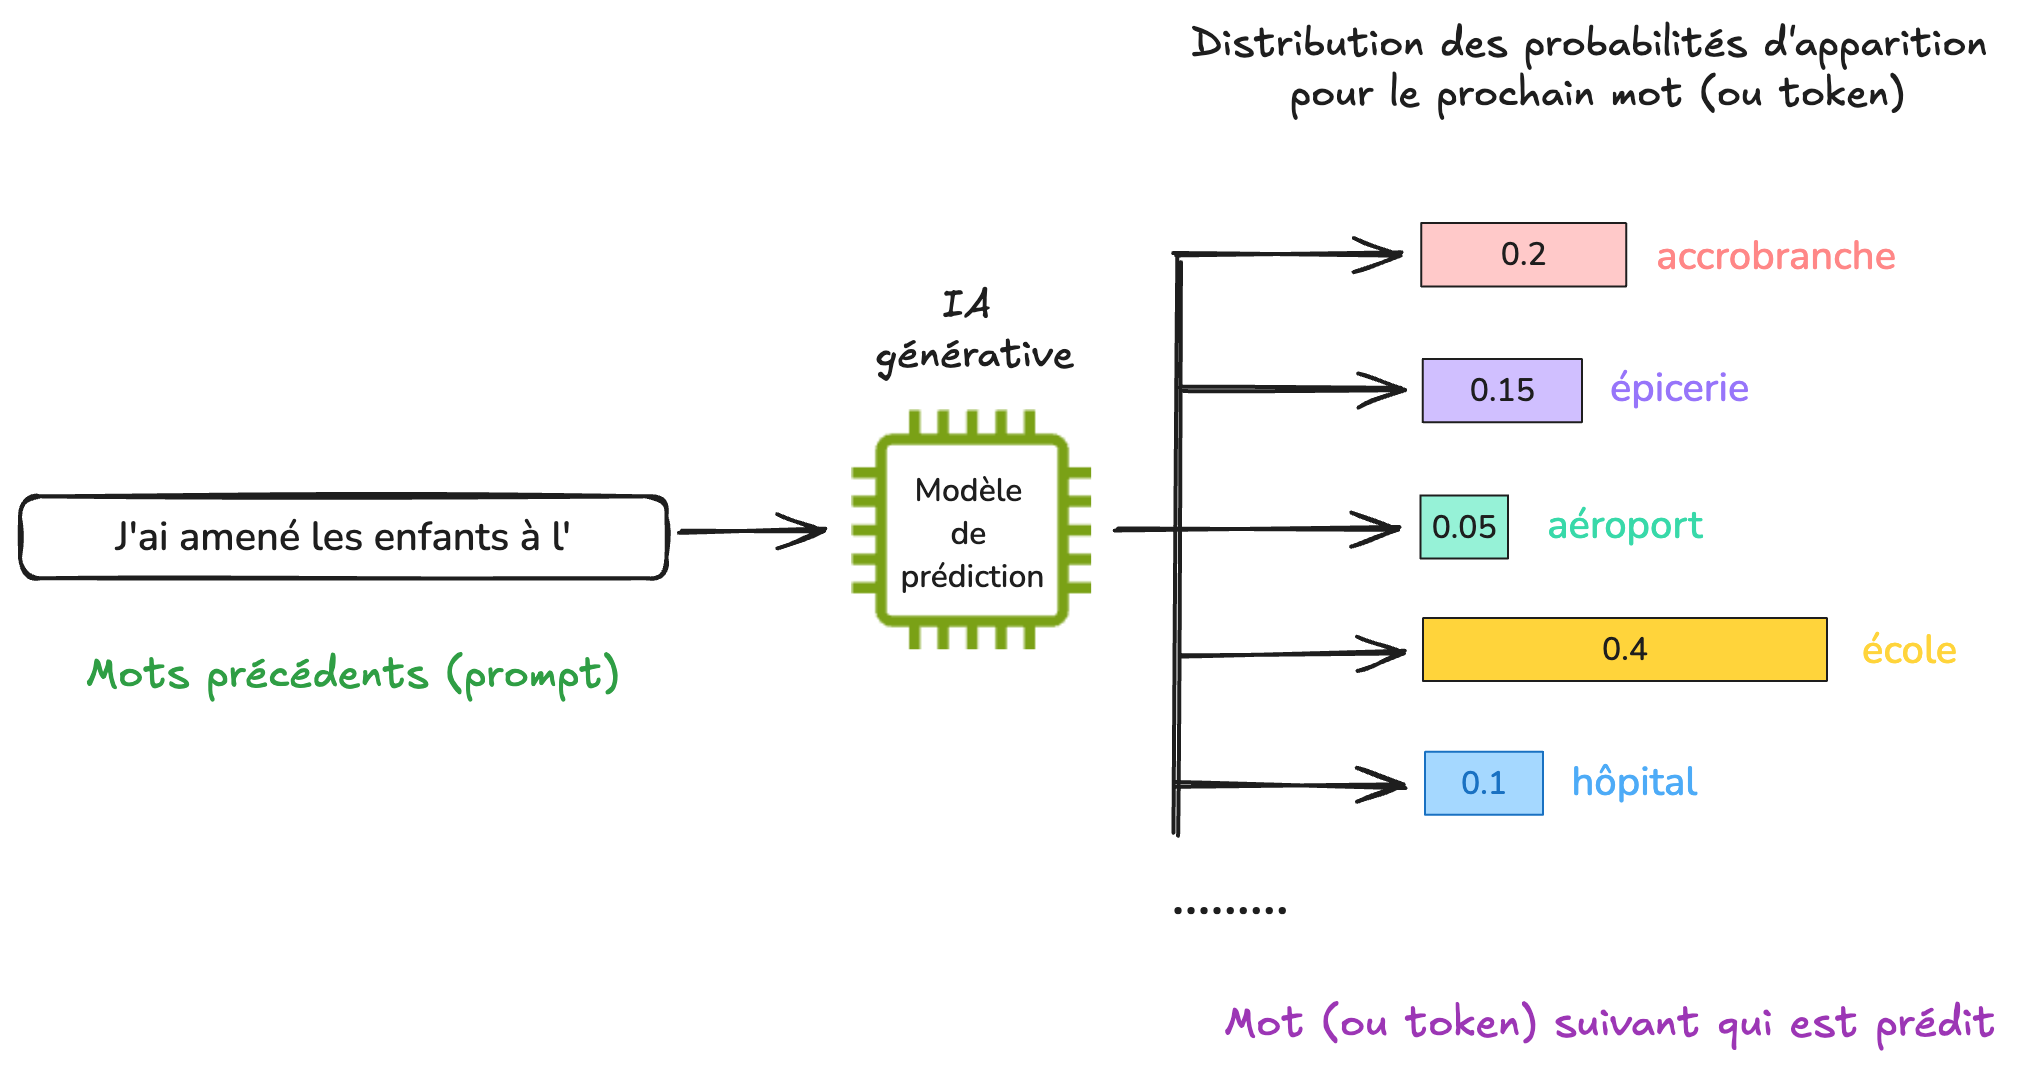 Distribution des probabilités d'apparition
pour le prochain mot (ou token)
IA
générative
J'ai amené les enfants à l'
Mots précédents (prompt)
Modèle
de
prédiction
0.2 accrobranche
0.15 épicerie
0.05 aéroport
0.4 école
0.1 hôpital
.........
Mot (ou token) suivant qui est prédit